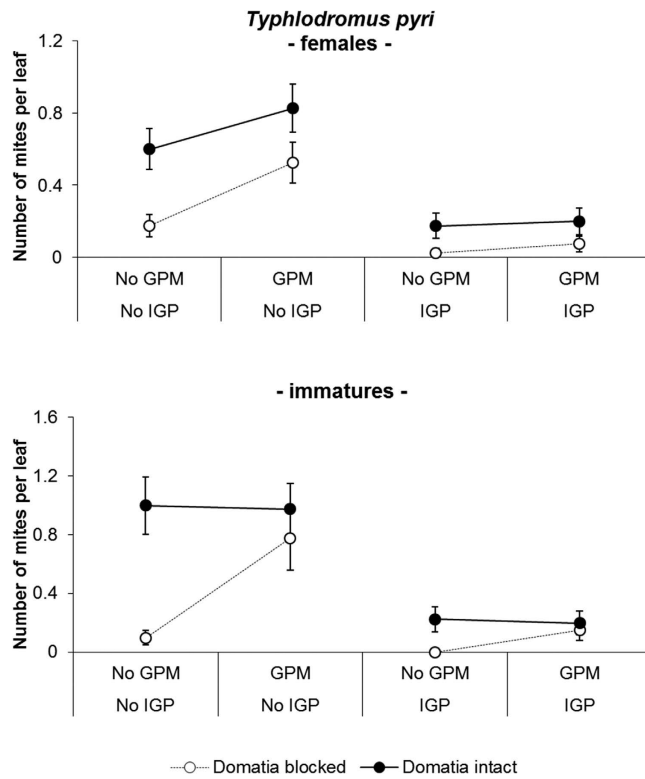 Typhlodromus pyri
- females -
Number of mites per leaf
1.2
0.8
0.4
0
No GPM GPM No GPM GPM
No IGP No IGP IGP IGP
- immatures -
Number of mites per leaf
1.6
1.2
0.8
0.4
0
No GPM GPM No GPM GPM
No IGP No IGP IGP IGP
Domatia blocked Domatia intact